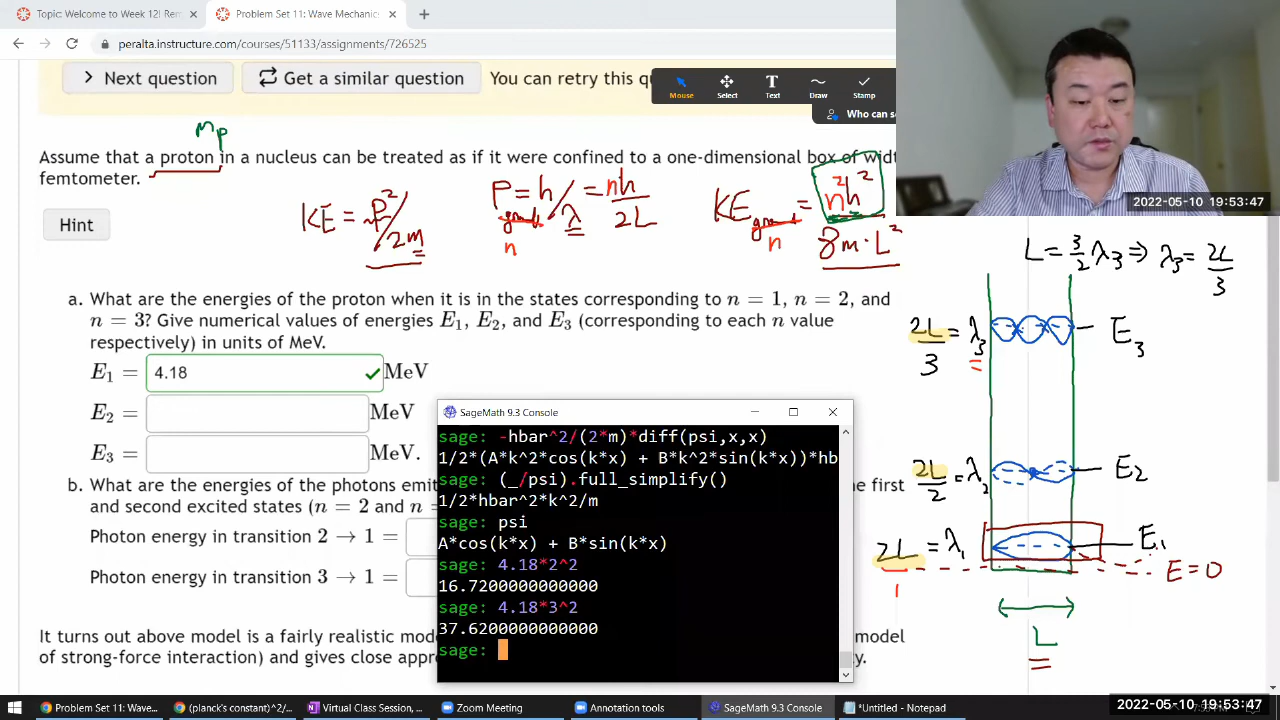 Topic: Week 12 - Welcome to BER
Problem Set 11: Wave Mechanics
peralta.instructure.com/courses/51133/assignments/726525
Next question
Get a similar question
You can retry this qu
Mouse
Select
Text
Draw
Stamp
Who can se
mp
Assume that a proton in a nucleus can be treated as if it were confined to a one-dimensional box of widt
femtometer.
Hint
KE = p²/2m
P = h/λ = nh/2L
n
KE = n²h²/8m·L²
n
L = 3/2 λ3 ⇒ λ3 = 2L/3
a. What are the energies of the proton when it is in the states corresponding to n = 1, n = 2, and
n = 3? Give numerical values of energies E1, E2, and E3 (corresponding to each n value
respectively) in units of MeV.
E1 = 4.18 MeV
E2 = MeV
E3 = MeV.
b. What are the energies of the photons emi
he first
and second excited states (n = 2 and n =
Photon energy in transition 2 → 1 =
Photon energy in transition 3 → 1 =
It turns out above model is a fairly realistic mod
model
of strong-force interaction) and gives close appr
SageMath 9.3 Console
sage: -hbar^2/(2*m)*diff(psi,x,x)
1/2*(A*k^2*cos(k*x) + B*k^2*sin(k*x))*hb
sage: (_/psi).full_simplify()
1/2*hbar^2*k^2/m
sage: psi
A*cos(k*x) + B*sin(k*x)
sage: 4.18*2^2
16.7200000000000
sage: 4.18*3^2
37.6200000000000
sage:
2L/3 = λ3
E3
2L/2 = λ2
E2
2L/1 = λ1
E1
E=0
L
2022-05-10 19:53:47
Problem Set 11: Wave...
(planck's constant)^2/...
Virtual Class Session, ...
Zoom Meeting
Annotation tools
SageMath 9.3 Console
*Untitled - Notepad
2022-05-10 19:53:47